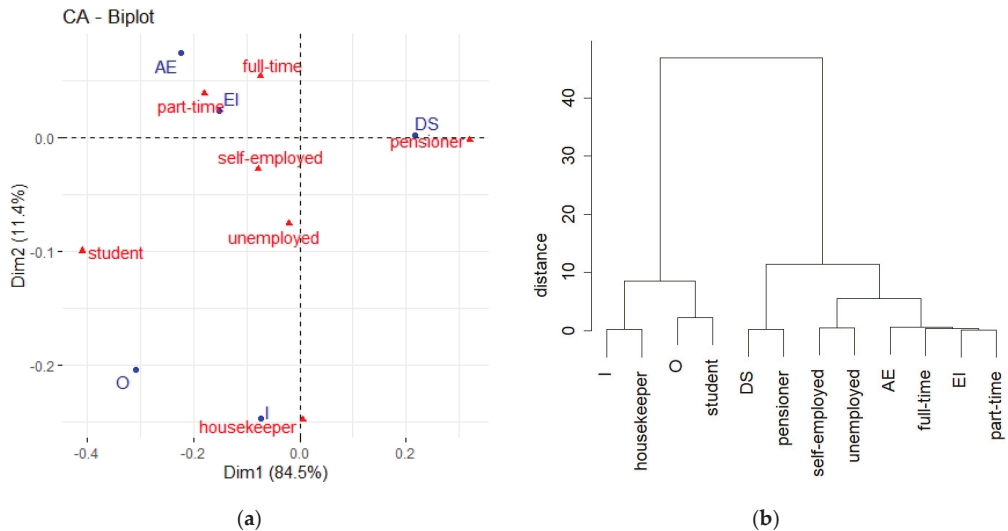 CA - Biplot
AE
full-time
part-time
EI
DS
pensioner
self-employed
unemployed
student
O
I
housekeeper
0.0
-0.1
-0.2
Dim2 (11.4%)
-0.4
-0.2
0.0
0.2
Dim1 (84.5%)
(a)
distance
40
30
20
10
0
I
housekeeper
O
student
DS
pensioner
self-employed
unemployed
AE
full-time
EI
part-time
(b)